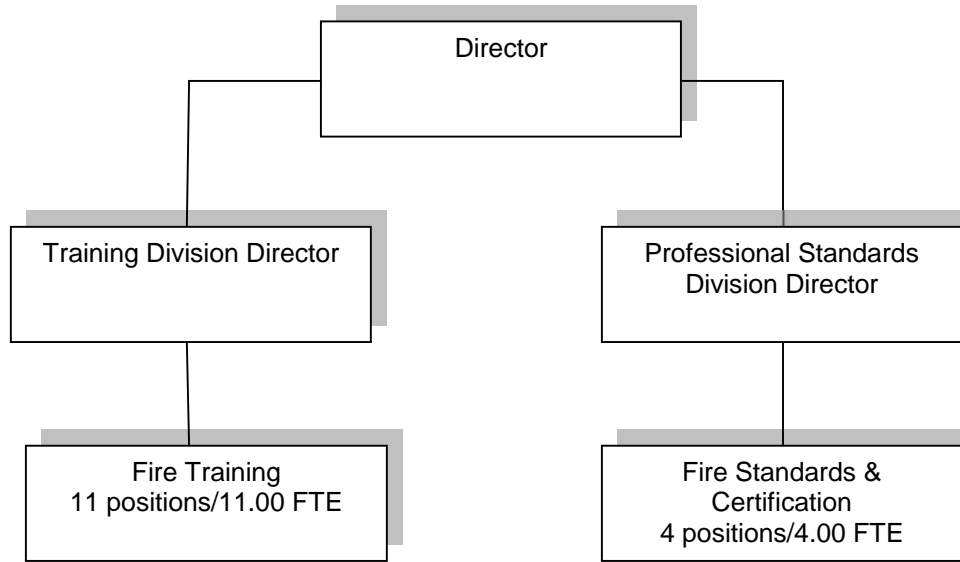 Director
Training Division Director
Professional Standards
Division Director
Fire Training
11 positions/11.00 FTE
Fire Standards &
Certification
4 positions/4.00 FTE